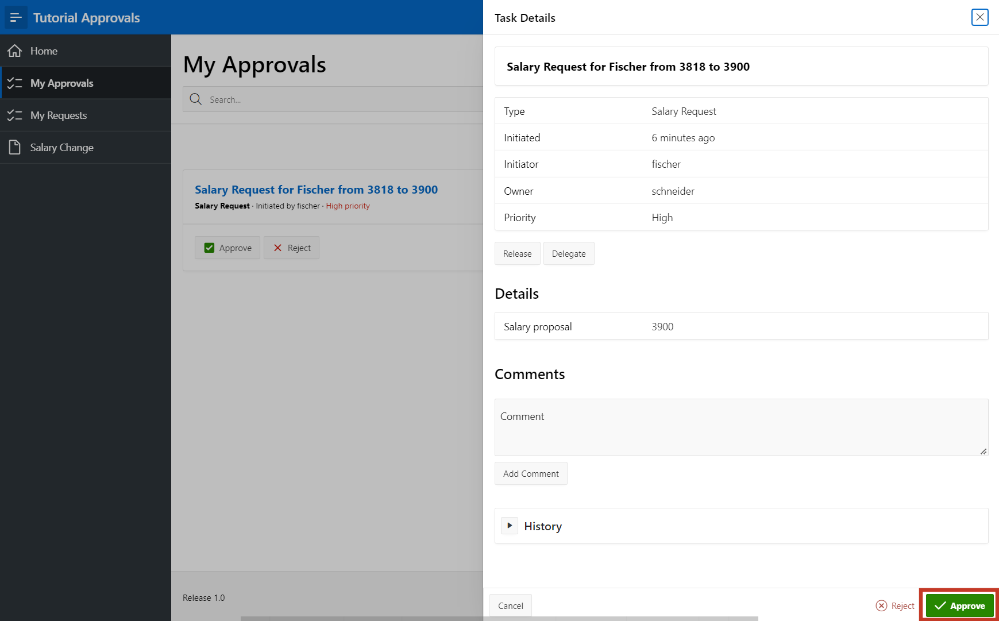 Tutorial Approvals
Home
My Approvals
My Requests
Salary Change
My Approvals
Search...
Salary Request for Fischer from 3818 to 3900
Salary Request · Initiated by fischer · High priority
Approve
Reject
Release 1.0
Task Details
Salary Request for Fischer from 3818 to 3900
Type Salary Request
Initiated 6 minutes ago
Initiator fischer
Owner schneider
Priority High
Release
Delegate
Details
Salary proposal 3900
Comments
Comment
Add Comment
History
Cancel
Reject
Approve